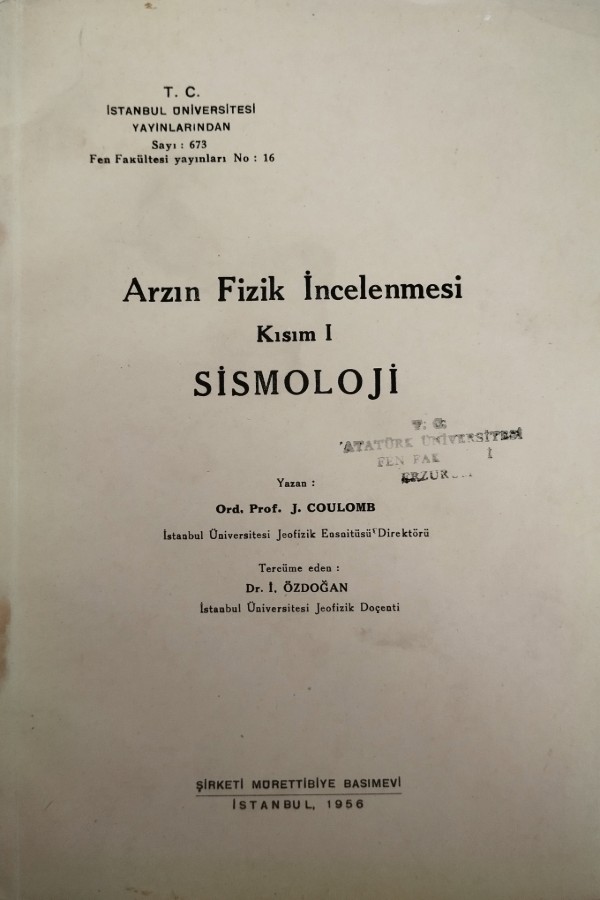 T. C.
İSTANBUL ÜNİVERSİTESİ
YAYINLARINDAN
Sayı : 673
Fen Fakültesi yayınları No : 16
Arzın Fizik İncelenmesi
Kısım I
SİSMOLOJİ
T. C.
ATATÜRK ÜNİVERSİTESİ
FEN FAK
Yazan :
Ord. Prof. J. COULOMB
İstanbul Üniversitesi Jeofizik Ensnitüsü Direktörü
Tercüme eden :
Dr. İ. ÖZDOĞAN
İstanbul Üniversitesi Jeofizik Doçenti
ŞİRKETİ MÜRETTİBİYE BASIMEVİ
İSTANBUL, 1956